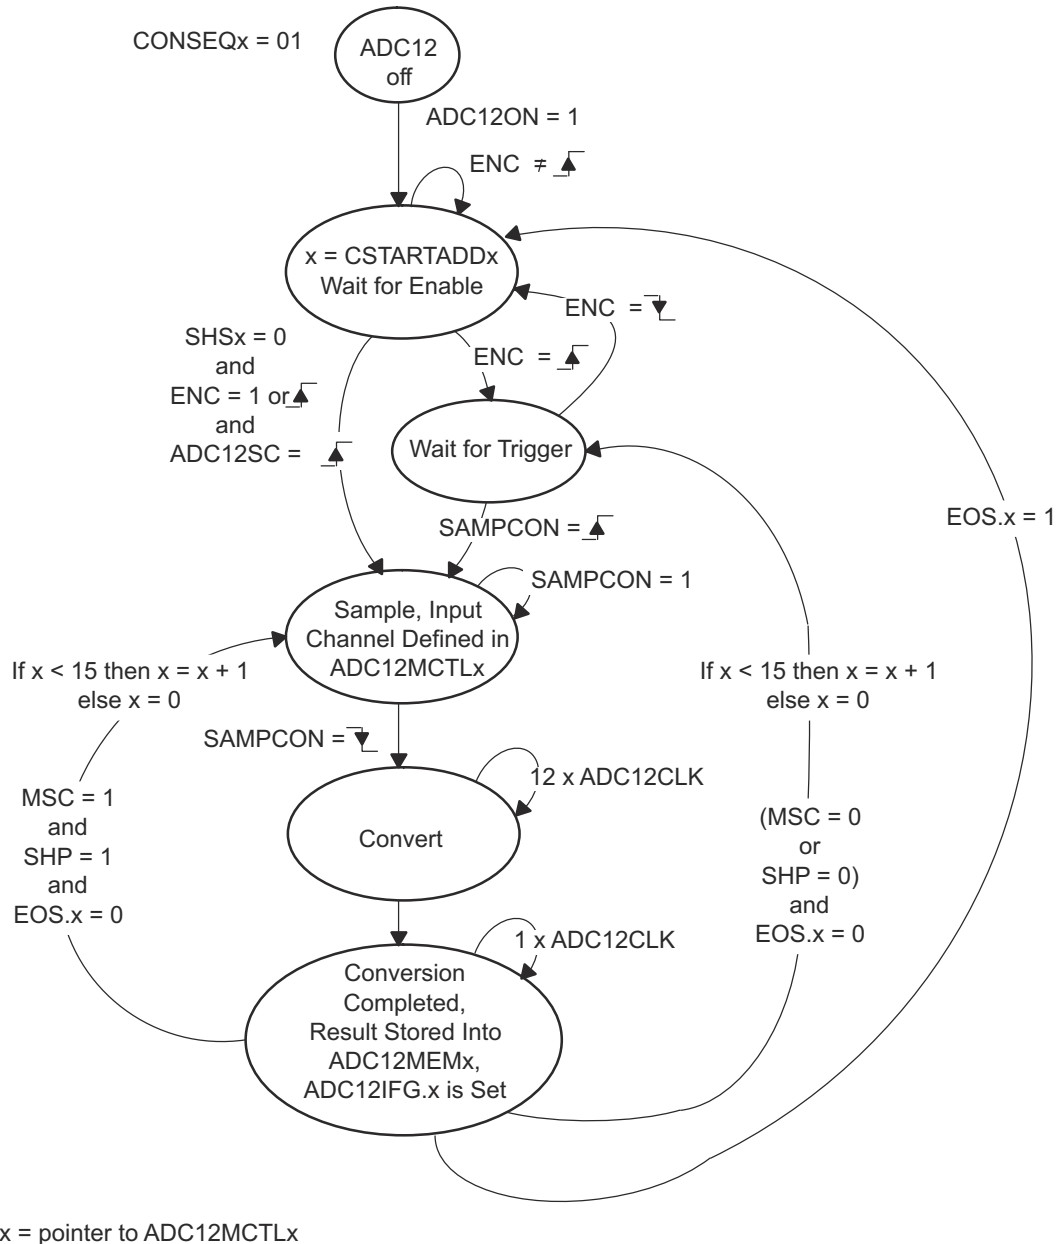 CONSEQx = 01
ADC12
off
ADC12ON = 1
ENC ≠
x = CSTARTADDx
Wait for Enable
ENC =
SHSx = 0
and
ENC = 1 or
and
ADC12SC =
ENC =
Wait for Trigger
EOS.x = 1
SAMPCON =
SAMPCON = 1
Sample, Input
Channel Defined in
ADC12MCTLx
If x < 15 then x = x + 1
else x = 0
If x < 15 then x = x + 1
else x = 0
SAMPCON =
12 x ADC12CLK
MSC = 1
and
SHP = 1
and
EOS.x = 0
Convert
(MSC = 0
or
SHP = 0)
and
EOS.x = 0
1 x ADC12CLK
Conversion
Completed,
Result Stored Into
ADC12MEMx,
ADC12IFG.x is Set
x = pointer to ADC12MCTLx